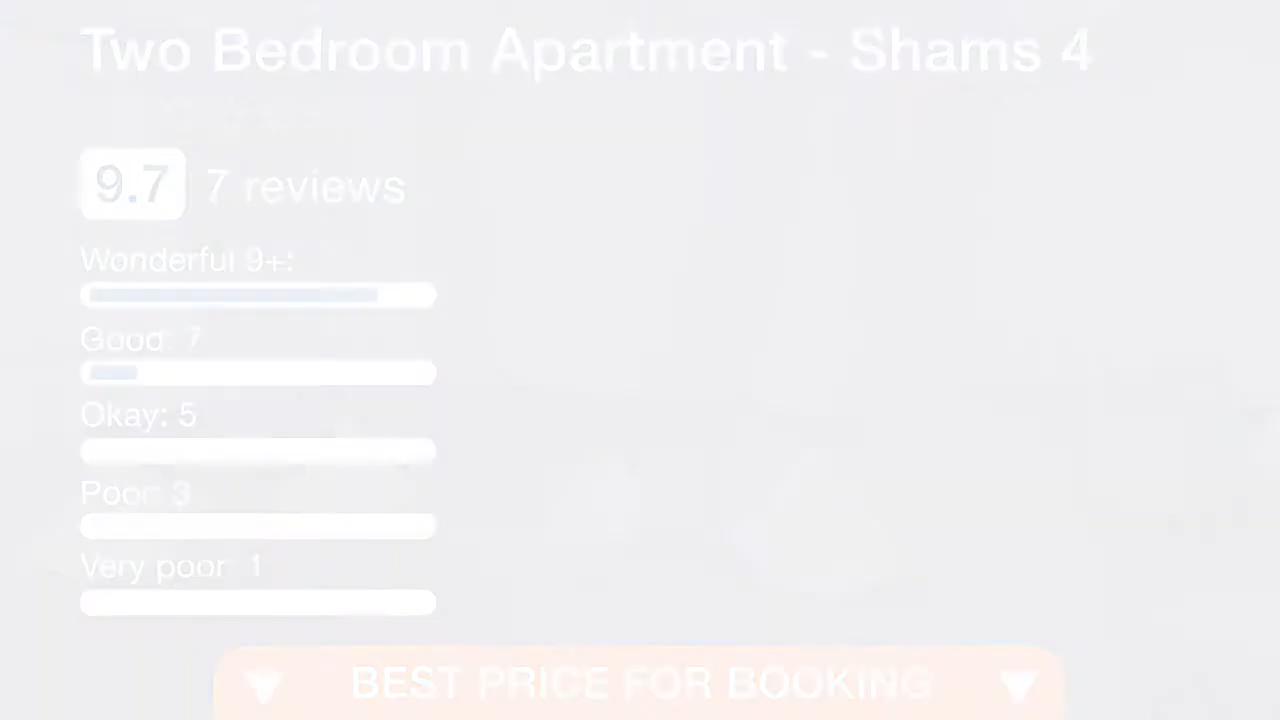 Two Bedroom Apartment - Shams 4
9.7 7 reviews
Wonderful 9+:
Good: 7
Okay: 5
Poor: 3
Very poor: 1
BEST PRICE FOR BOOKING